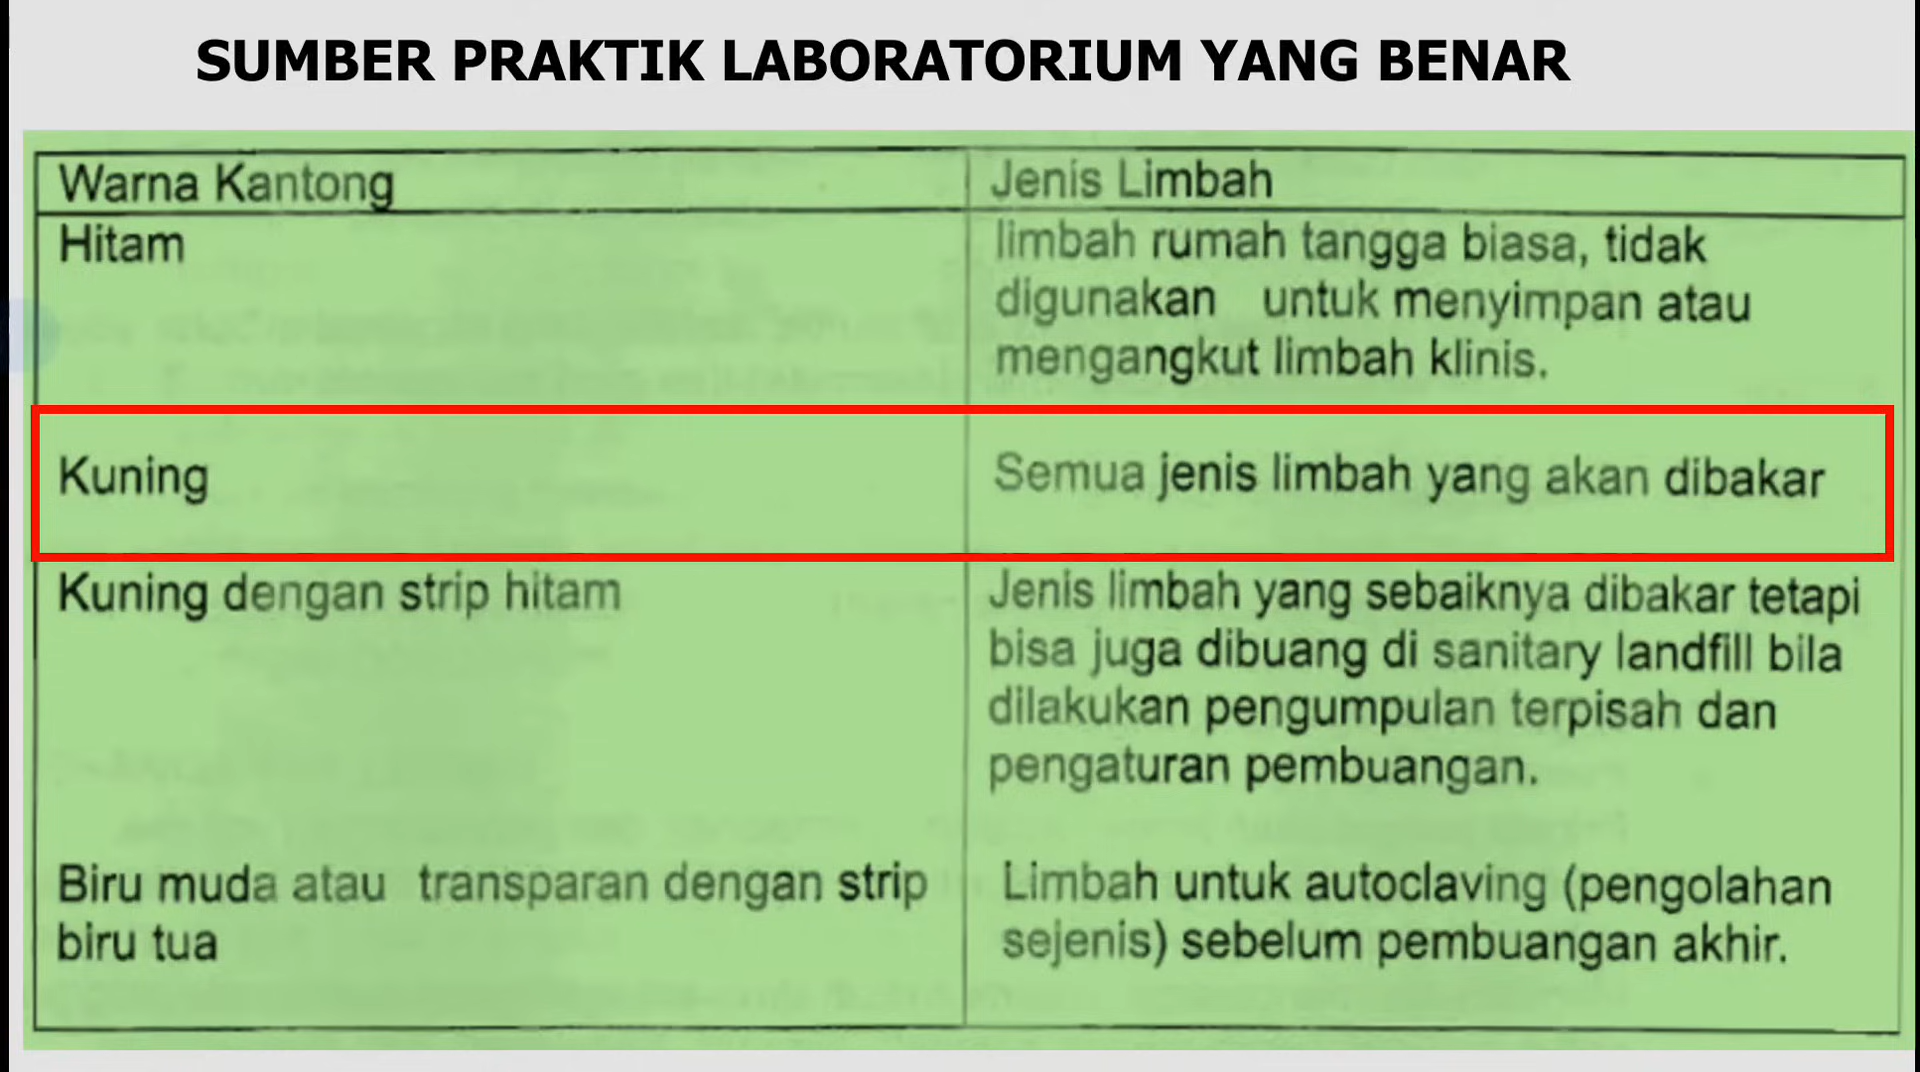 SUMBER PRAKTIK LABORATORIUM YANG BENAR
Warna Kantong
Jenis Limbah
Hitam
limbah rumah tangga biasa, tidak
digunakan untuk menyimpan atau
mengangkut limbah klinis.
Kuning
Semua jenis limbah yang akan dibakar
Kuning dengan strip hitam
Jenis limbah yang sebaiknya dibakar tetapi
bisa juga dibuang di sanitary landfill bila
dilakukan pengumpulan terpisah dan
pengaturan pembuangan.
Biru muda atau transparan dengan strip
biru tua
Limbah untuk autoclaving (pengolahan
sejenis) sebelum pembuangan akhir.